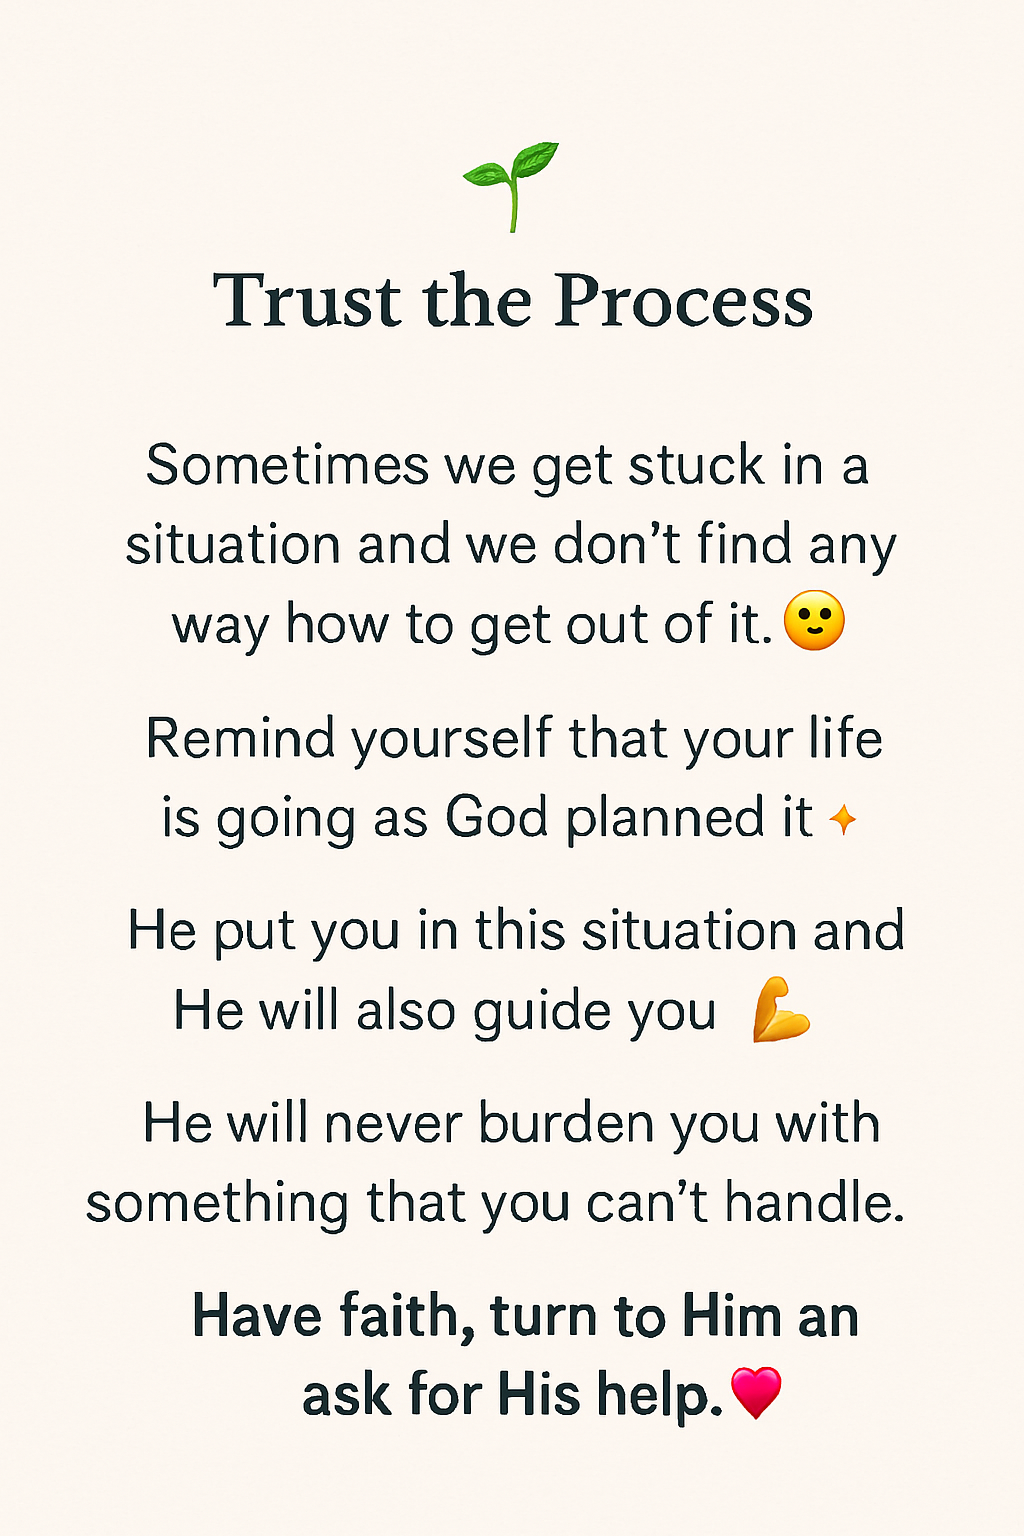 Trust the Process
Sometimes we get stuck in a
situation and we don’t find any
way how to get out of it.🙂
Remind yourself that your life
is going as God planned it✦
He put you in this situation and
He will also guide you 💪
He will never burden you with
something that you can’t handle.
Have faith, turn to Him an
ask for His help.♥